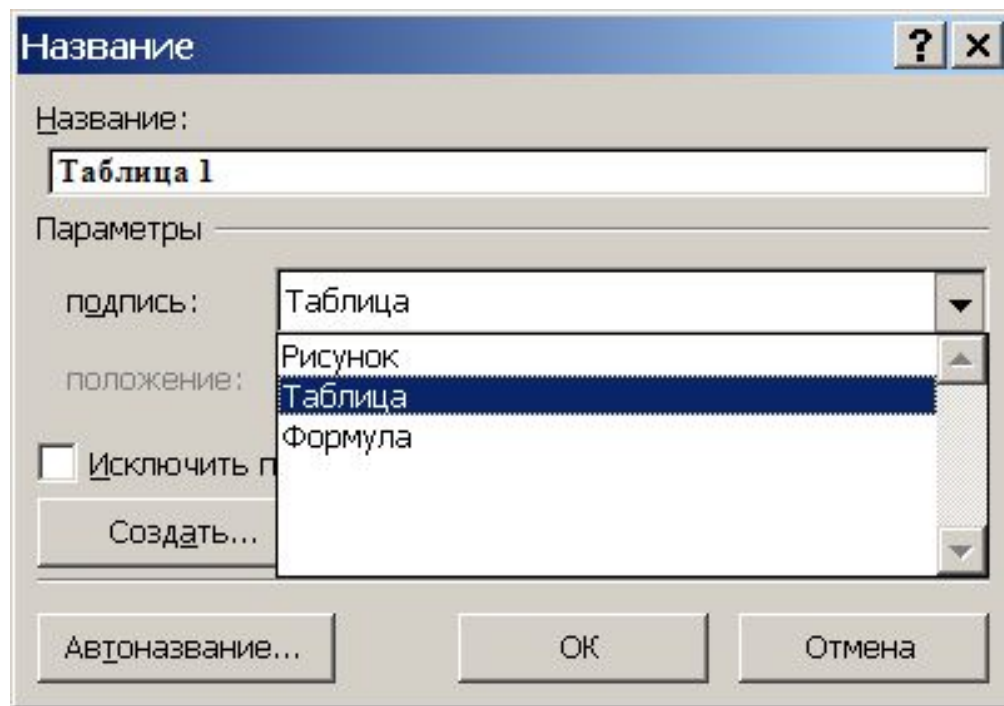 Название
Название:
Таблица 1
Параметры
подпись:
Таблица
Рисунок
положение:
Таблица
Формула
Исключить п
Создать...
Автоназвание...
ОК
Отмена